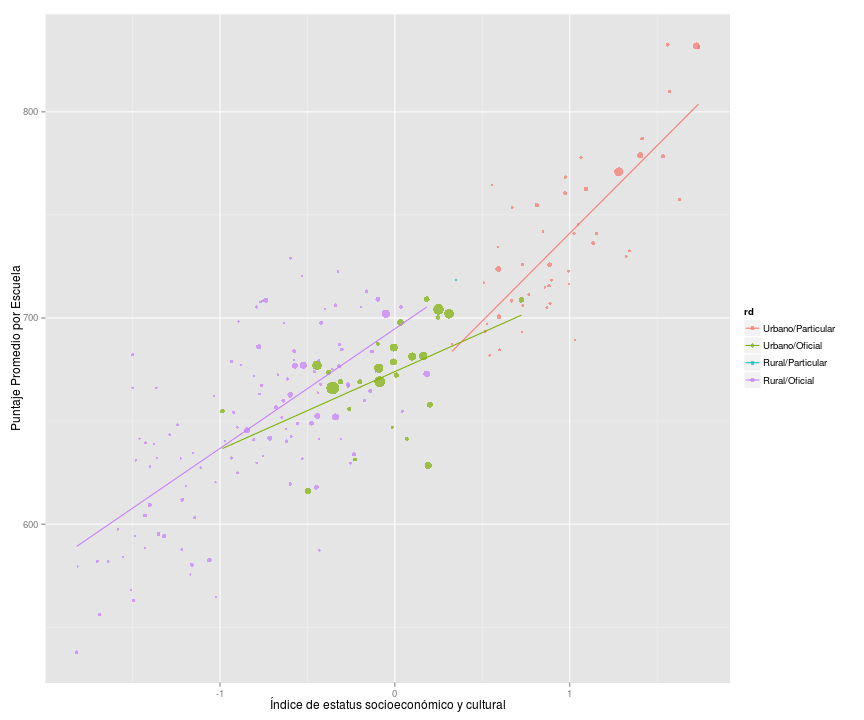 Puntaje Promedio por Escuela
800
700
600
-1
0
1
Índice de estatus socioeconómico y cultural
rd
Urbano/Particular
Urbano/Oficial
Rural/Particular
Rural/Oficial